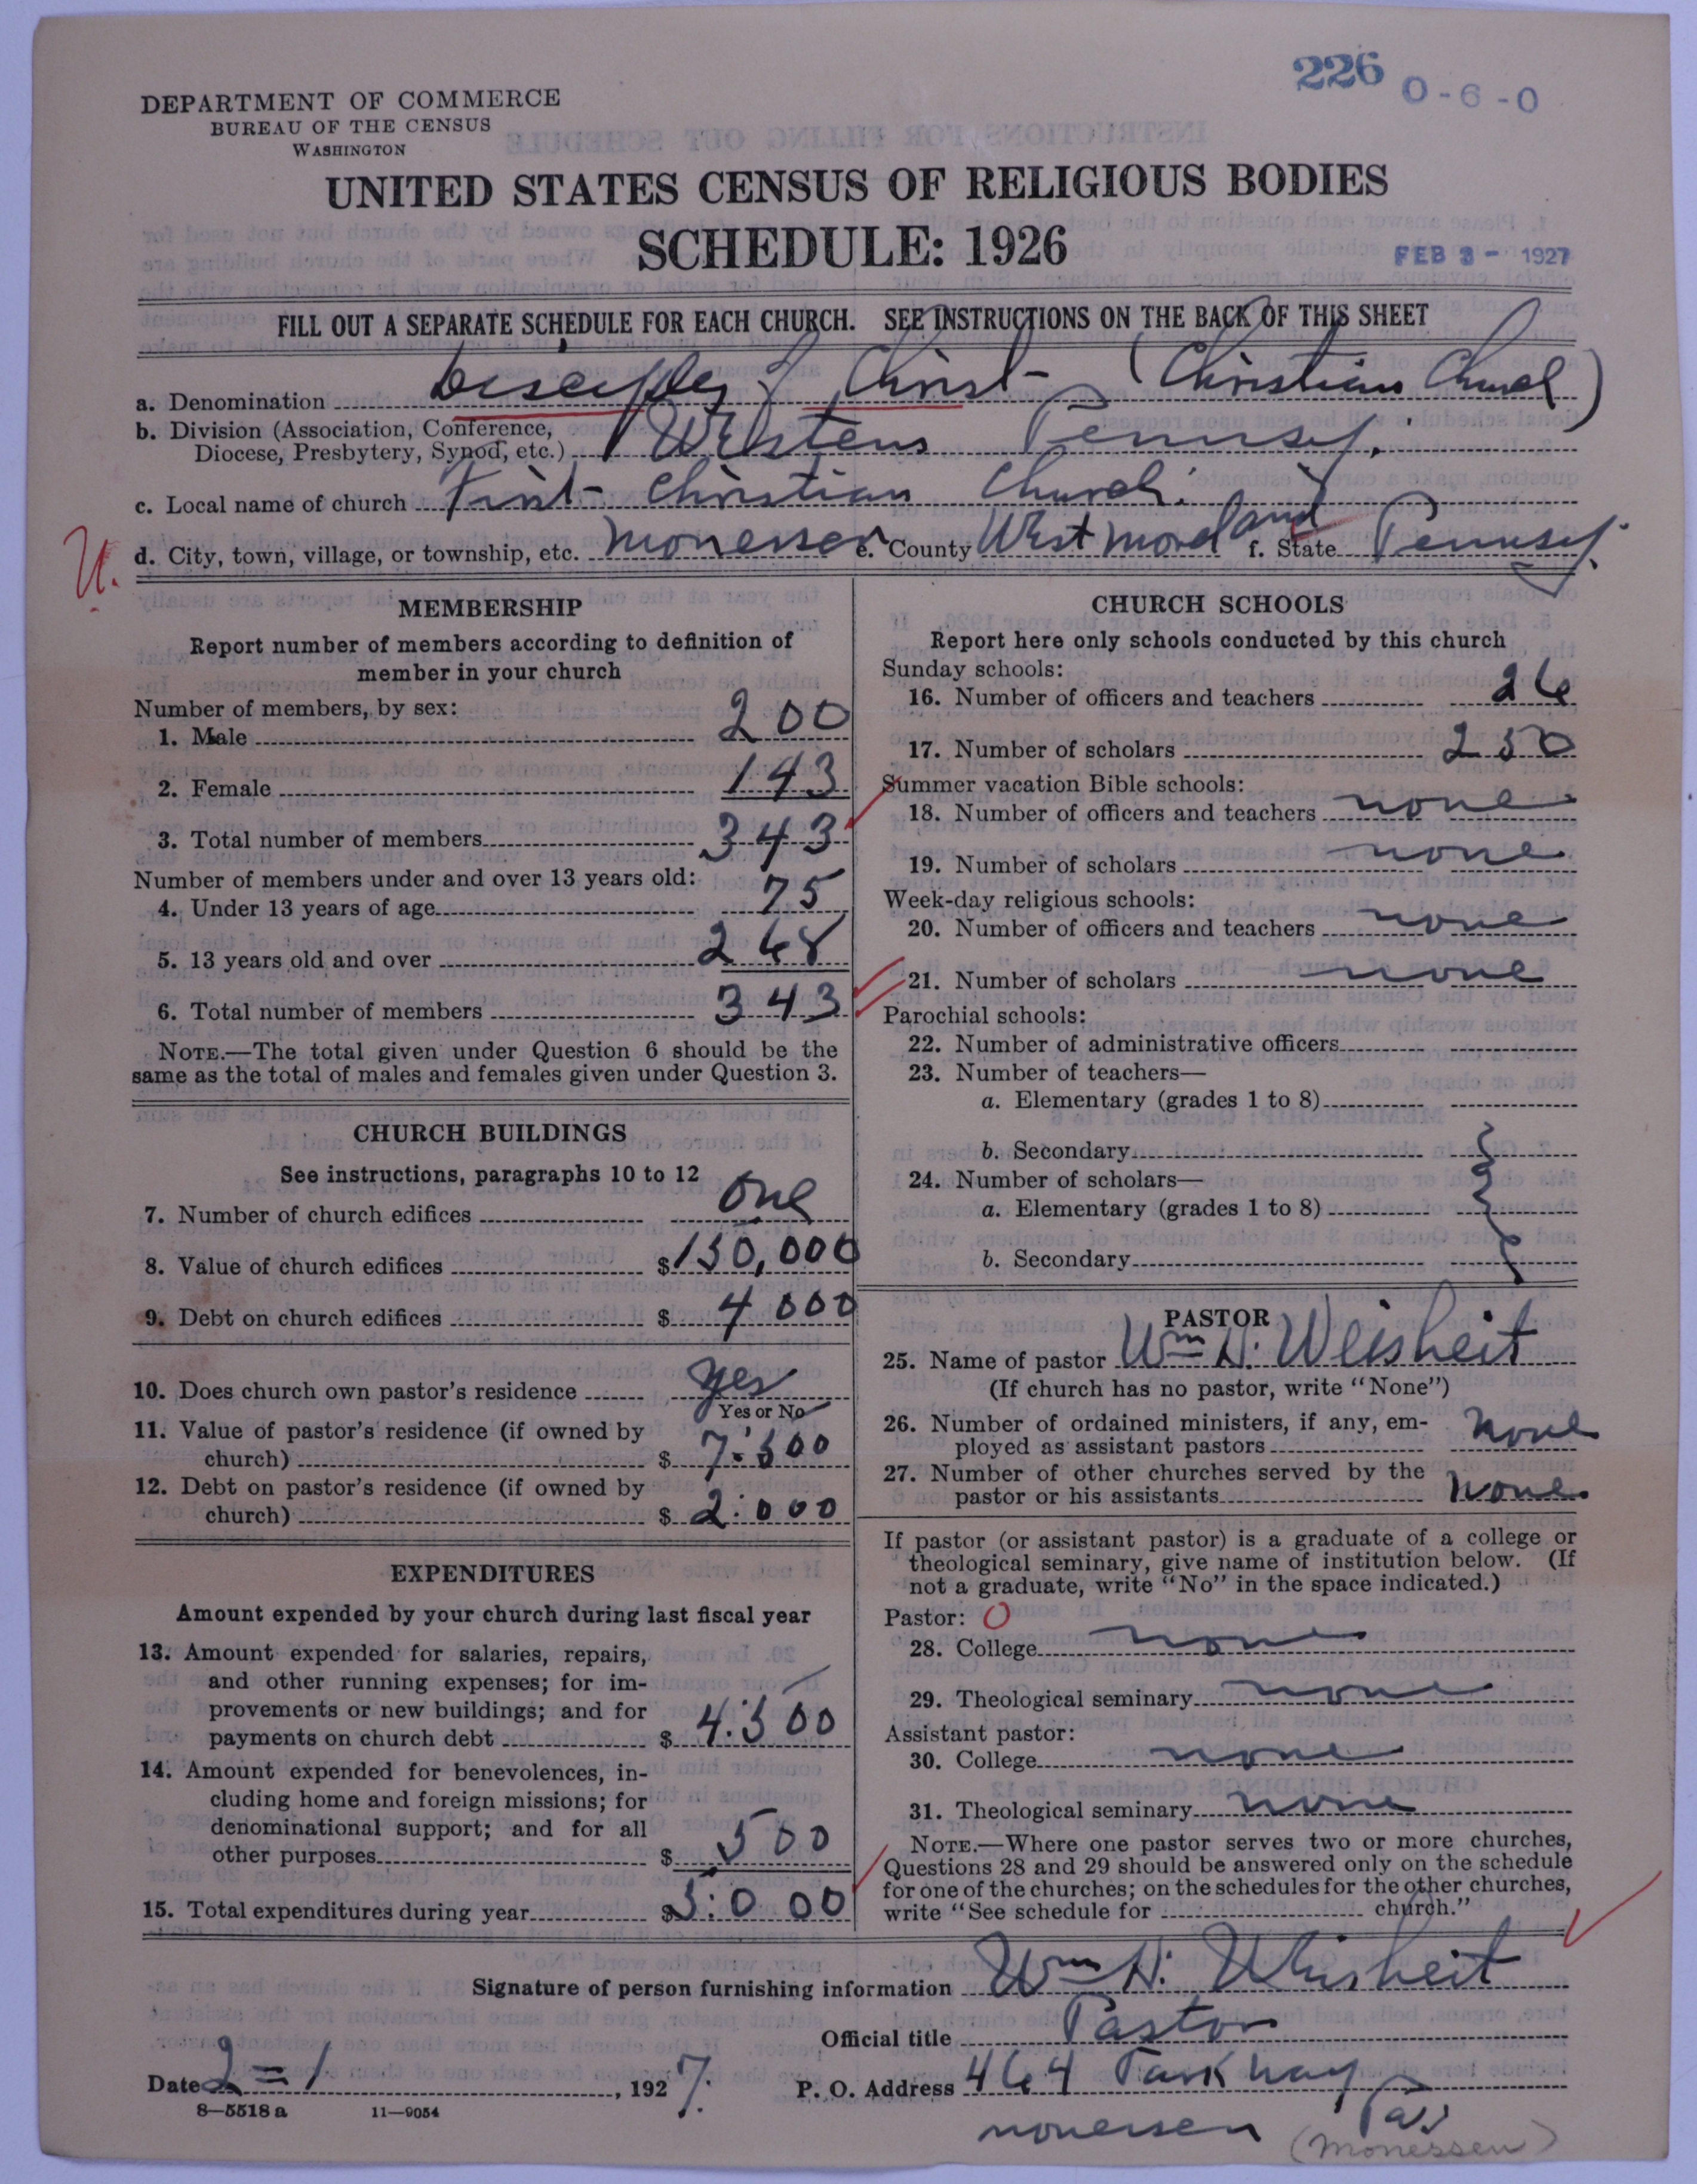 226 0-6-0
DEPARTMENT OF COMMERCE
BUREAU OF THE CENSUS
WASHINGTON
UNITED STATES CENSUS OF RELIGIOUS BODIES
SCHEDULE: 1926
FEB 3 - 1927
FILL OUT A SEPARATE SCHEDULE FOR EACH CHURCH. SEE INSTRUCTIONS ON THE BACK OF THIS SHEET
a. Denomination Disciples of Christ - (Christian Church)
b. Division (Association, Conference,
Diocese, Presbytery, Synod, etc.) Western Pennsy.
c. Local name of church First - Christian Church.
d. City, town, village, or township, etc. Monessen e. County Westmoreland f. State Pennsy.
U.
MEMBERSHIP
Report number of members according to definition of
member in your church
Number of members, by sex:
1. Male 200
2. Female 143
3. Total number of members 343
Number of members under and over 13 years old:
4. Under 13 years of age 75
5. 13 years old and over 268
6. Total number of members 343
NOTE.—The total given under Question 6 should be the
same as the total of males and females given under Question 3.
CHURCH BUILDINGS
See instructions, paragraphs 10 to 12
7. Number of church edifices one
8. Value of church edifices $150,000
9. Debt on church edifices $4000
10. Does church own pastor's residence yes
Yes or No
11. Value of pastor's residence (if owned by
church) $7.500
12. Debt on pastor's residence (if owned by
church) $2.000
EXPENDITURES
Amount expended by your church during last fiscal year
13. Amount expended for salaries, repairs,
and other running expenses; for im-
provements or new buildings; and for
payments on church debt $4.500
14. Amount expended for benevolences, in-
cluding home and foreign missions; for
denominational support; and for all
other purposes $500
15. Total expenditures during year $5:000
CHURCH SCHOOLS
Report here only schools conducted by this church
Sunday schools:
16. Number of officers and teachers 26
17. Number of scholars 250
Summer vacation Bible schools:
18. Number of officers and teachers none
19. Number of scholars none
Week-day religious schools:
20. Number of officers and teachers none
21. Number of scholars none
Parochial schools:
22. Number of administrative officers
23. Number of teachers—
a. Elementary (grades 1 to 8)
b. Secondary
24. Number of scholars—
a. Elementary (grades 1 to 8)
b. Secondary
PASTOR
25. Name of pastor Wm H. Weisheit
(If church has no pastor, write "None")
26. Number of ordained ministers, if any, em-
ployed as assistant pastors None
27. Number of other churches served by the
pastor or his assistants None
If pastor (or assistant pastor) is a graduate of a college or
theological seminary, give name of institution below. (If
not a graduate, write "No" in the space indicated.)
Pastor: O
28. College none
29. Theological seminary none
Assistant pastor:
30. College none
31. Theological seminary none
NOTE.—Where one pastor serves two or more churches,
Questions 28 and 29 should be answered only on the schedule
for one of the churches; on the schedules for the other churches,
write "See schedule for church."
Signature of person furnishing information Wm H. Weisheit
Official title Pastor
Date 2=1, 1927. P. O. Address 464 Parkway
8—5518 a 11—9054
monessen Pa. (Monessen)